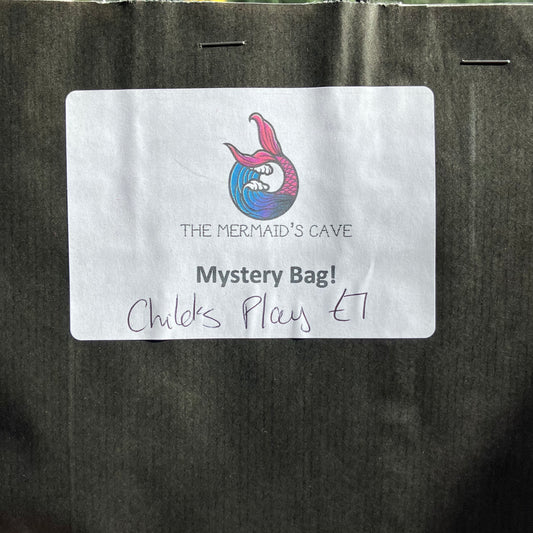 THE MERMAID'S CAVE
Mystery Bag!
Childs Play £7